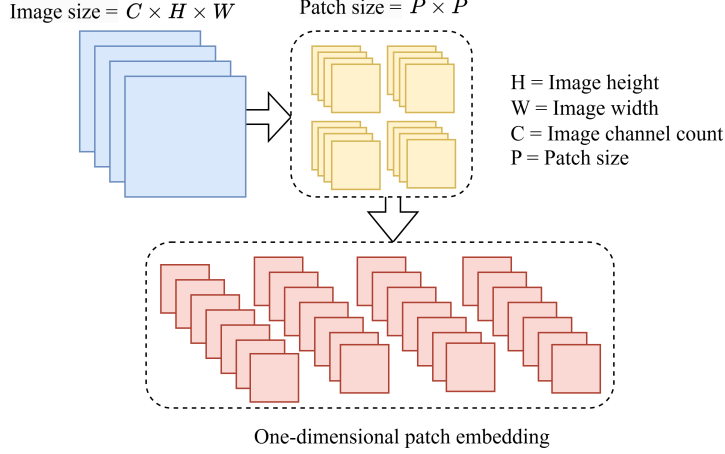 Image size = C × H × W
Patch size = P × P
H = Image height
W = Image width
C = Image channel count
P = Patch size
One-dimensional patch embedding